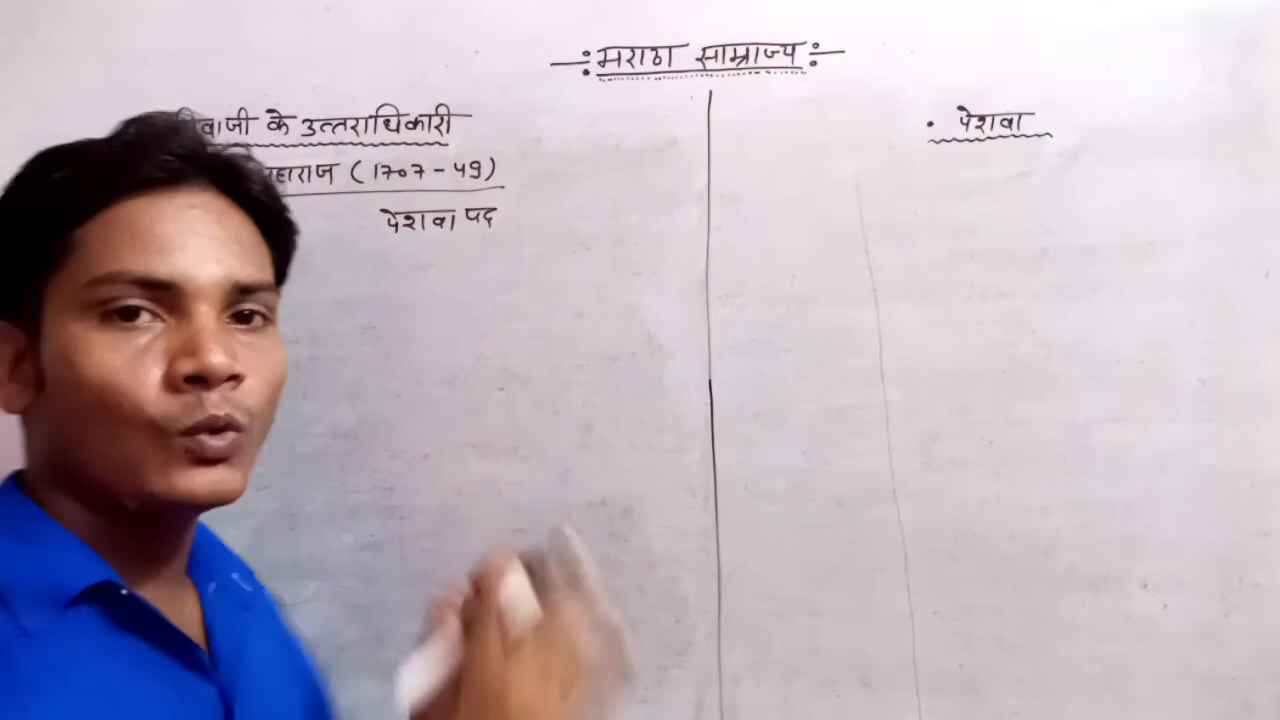 -: मराठा साम्राज्य :-
के उत्तराधिकारी
(1707 - 49)
पेशवा पद
• पेशवा